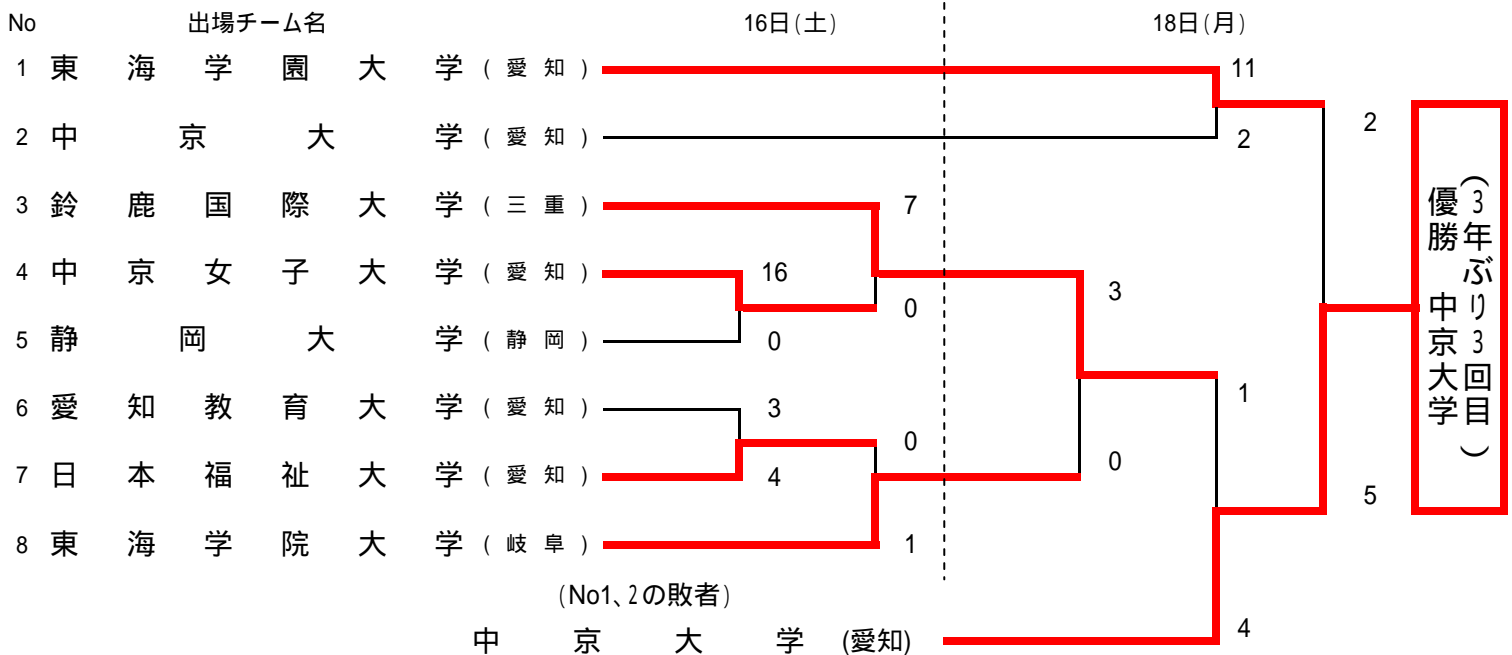 No 出場チーム名 16日(土) 18日(月)
1 東海学園大学(愛知) 11
2 中京大学(愛知) 2
2
3 鈴鹿国際大学(三重) 7
4 中京女子大学(愛知) 16
0
3
5 静岡大学(静岡) 0
6 愛知教育大学(愛知) 3
1
0
0
7 日本福祉大学(愛知) 4
5
8 東海学院大学(岐阜) 1
(No1、2の敗者)
中京大学(愛知) 4
(3年ぶり3回目)
優勝 中京大学